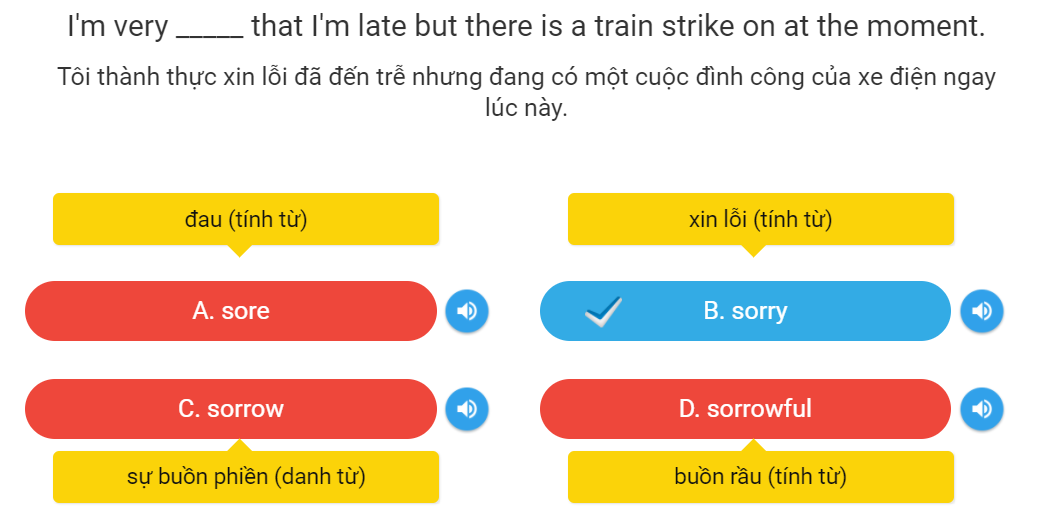 I'm very _____ that I'm late but there is a train strike on at the moment.
Tôi thành thực xin lỗi đã đến trễ nhưng đang có một cuộc đình công của xe điện ngay
lúc này.
đau (tính từ)
xin lỗi (tính từ)
A. sore
B. sorry
C. sorrow
D. sorrowful
sự buồn phiền (danh từ)
buồn rầu (tính từ)